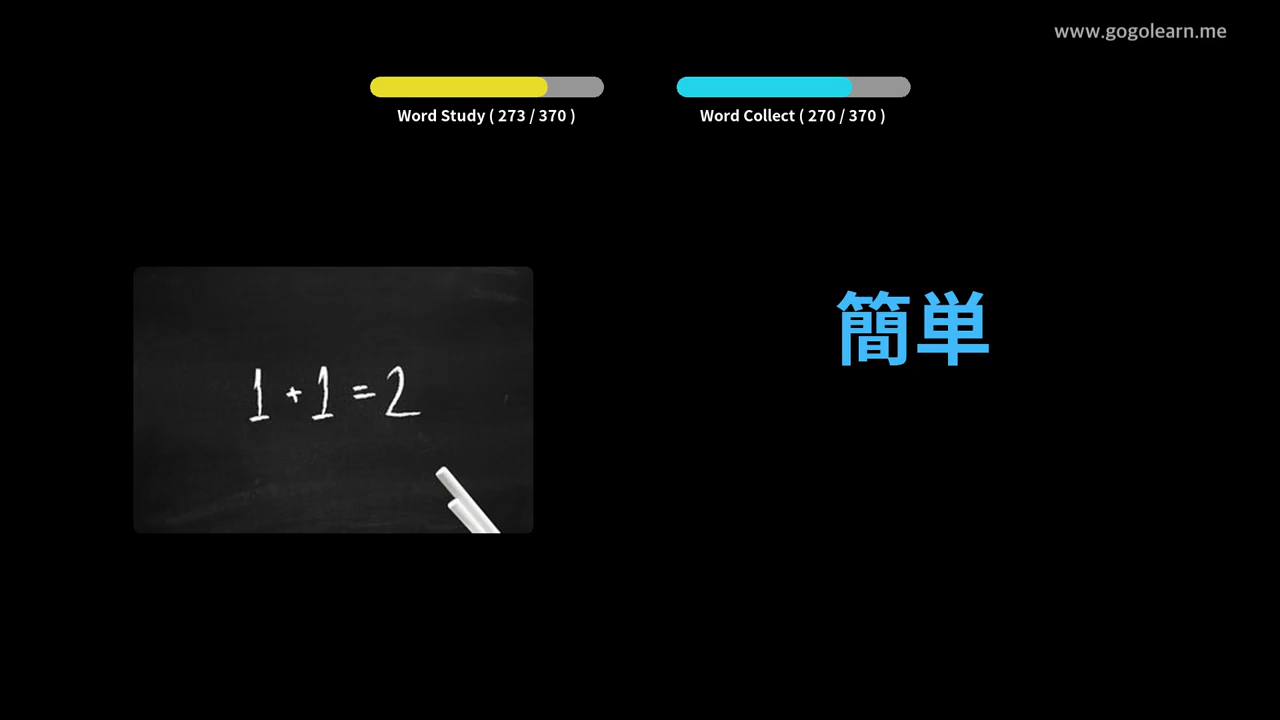 www.gogolearn.me
Word Study ( 273 / 370 )
Word Collect ( 270 / 370 )
簡単
1 + 1 = 2